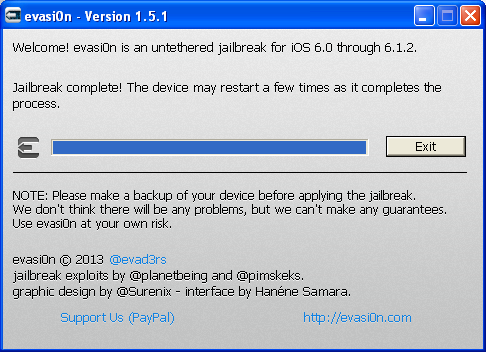 evasi0n - Version 1.5.1
Welcome! evasi0n is an untethered jailbreak for iOS 6.0 through 6.1.2.
Jailbreak complete! The device may restart a few times as it completes the
process.
Exit
NOTE: Please make a backup of your device before applying the jailbreak.
We don't think there will be any problems, but we can't make any guarantees.
Use evasi0n at your own risk.
evasi0n © 2013 @evad3rs
jailbreak exploits by @planetbeing and @pimskeks.
graphic design by @Surenix - interface by Hanéne Samara.
Support Us (PayPal) http://evasi0n.com